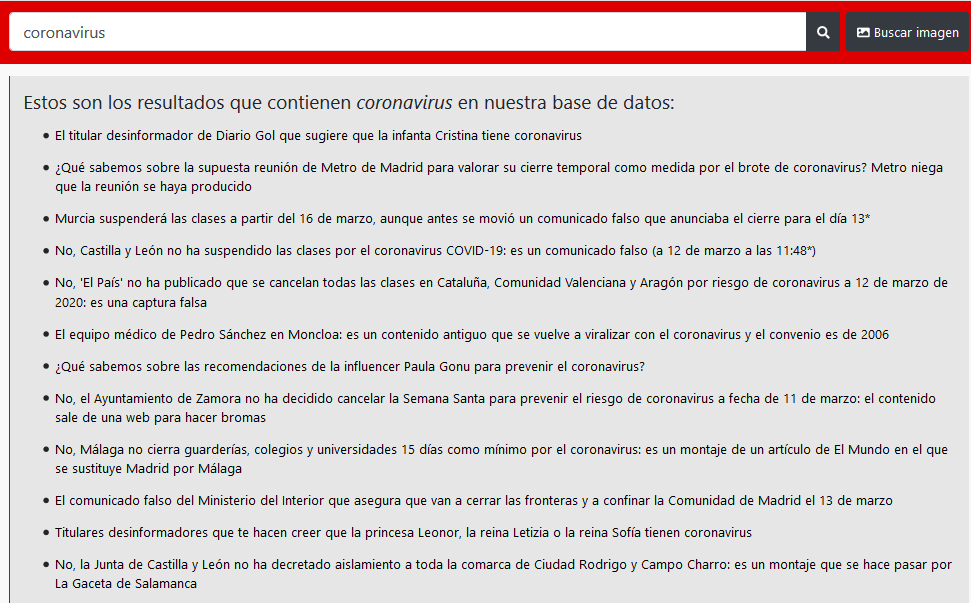 coronavirus
Buscar imagen
Estos son los resultados que contienen coronavirus en nuestra base de datos:
• El titular desinformador de Diario Gol que sugiere que la infanta Cristina tiene coronavirus
• ¿Qué sabemos sobre la supuesta reunión de Metro de Madrid para valorar su cierre temporal como medida por el brote de coronavirus? Metro niega
que la reunión se haya producido
• Murcia suspenderá las clases a partir del 16 de marzo, aunque antes se movió un comunicado falso que anunciaba el cierre para el día 13*
• No, Castilla y León no ha suspendido las clases por el coronavirus COVID-19: es un comunicado falso (a 12 de marzo a las 11:48*)
• No, 'El País' no ha publicado que se cancelan todas las clases en Cataluña, Comunidad Valenciana y Aragón por riesgo de coronavirus a 12 de marzo de
2020: es una captura falsa
• El equipo médico de Pedro Sánchez en Moncloa: es un contenido antiguo que se vuelve a viralizar con el coronavirus y el convenio es de 2006
• ¿Qué sabemos sobre las recomendaciones de la influencer Paula Gonu para prevenir el coronavirus?
• No, el Ayuntamiento de Zamora no ha decidido cancelar la Semana Santa para prevenir el riesgo de coronavirus a fecha de 11 de marzo: el contenido
sale de una web para hacer bromas
• No, Málaga no cierra guarderías, colegios y universidades 15 días como mínimo por el coronavirus: es un montaje de un artículo de El Mundo en el que
se sustituye Madrid por Málaga
• El comunicado falso del Ministerio del Interior que asegura que van a cerrar las fronteras y a confinar la Comunidad de Madrid el 13 de marzo
• Titulares desinformadores que te hacen creer que la princesa Leonor, la reina Letizia o la reina Sofía tienen coronavirus
• No, la Junta de Castilla y León no ha decretado aislamiento a toda la comarca de Ciudad Rodrigo y Campo Charro: es un montaje que se hace pasar por
La Gaceta de Salamanca